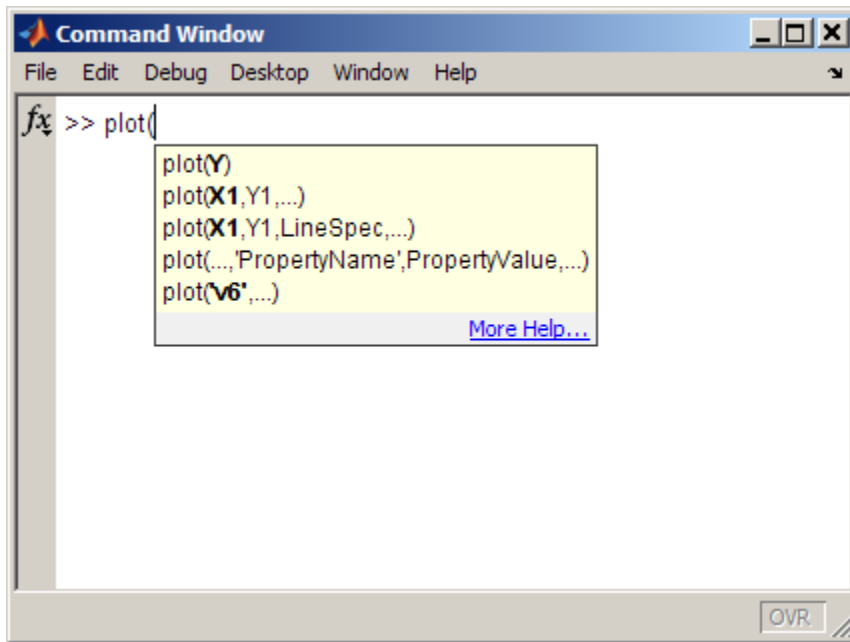 Command Window
File Edit Debug Desktop Window Help
fx >> plot(
plot(Y)
plot(X1,Y1,...)
plot(X1,Y1,LineSpec,...)
plot(...,'PropertyName',PropertyValue,...)
plot('v6',...)
More Help...
OVR